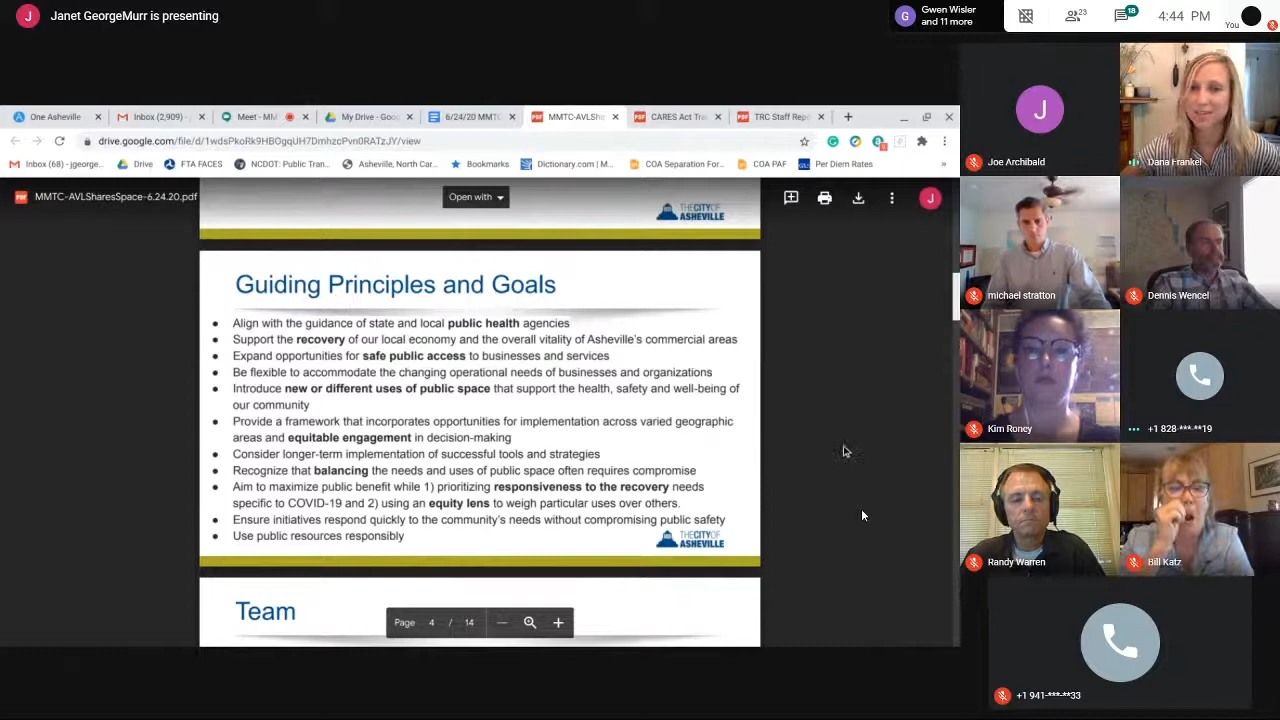 J Janet GeorgeMurr is presenting
G Gwen Wisler and 11 more
23
18
4:44 PM
You
One Asheville
Inbox (2,909) -
Meet - MM
My Drive - Goo
6/24/20 MMTC
MMTC-AVLSha
CARES Act Tra
TRC Staff Rep
drive.google.com/file/d/1wdsPkoRk9HBOgqUH7DmhzcPvn0RATzJY/view
Inbox (68) - jgeorge...
Drive
FTA FACES
NCDOT: Public Tran...
Asheville, North Car...
Bookmarks
Dictionary.com | M...
COA Separation For...
COA PAF
Per Diem Rates
MMTC-AVLSharesSpace-6.24.20.pdf
Open with
J
THE CITY OF
ASHEVILLE
Guiding Principles and Goals
● Align with the guidance of state and local public health agencies
● Support the recovery of our local economy and the overall vitality of Asheville's commercial areas
● Expand opportunities for safe public access to businesses and services
● Be flexible to accommodate the changing operational needs of businesses and organizations
● Introduce new or different uses of public space that support the health, safety and well-being of
our community
● Provide a framework that incorporates opportunities for implementation across varied geographic
areas and equitable engagement in decision-making
● Consider longer-term implementation of successful tools and strategies
● Recognize that balancing the needs and uses of public space often requires compromise
● Aim to maximize public benefit while 1) prioritizing responsiveness to the recovery needs
specific to COVID-19 and 2) using an equity lens to weigh particular uses over others.
● Ensure initiatives respond quickly to the community's needs without compromising public safety
● Use public resources responsibly
THE CITY OF
ASHEVILLE
Team
Page 4 / 14
J
Joe Archibald
Dana Frankel
michael stratton
Dennis Wencel
Kim Roney
+1 828-***-**19
Randy Warren
Bill Katz
+1 941-***-**33